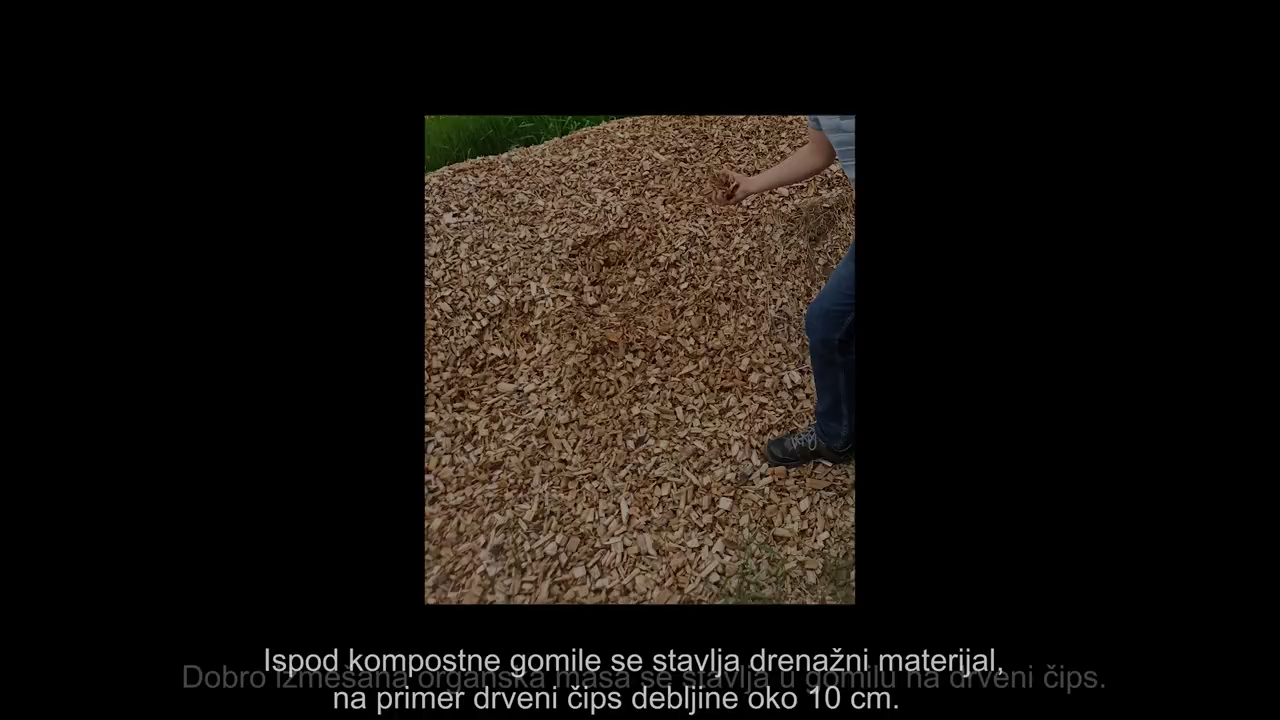 Ispod kompostne gomile se stavlja drenažni materijal,
Dobro izmešana organska masa se stavlja u gomilu na drveni čips.
na primer drveni čips debljine oko 10 cm.